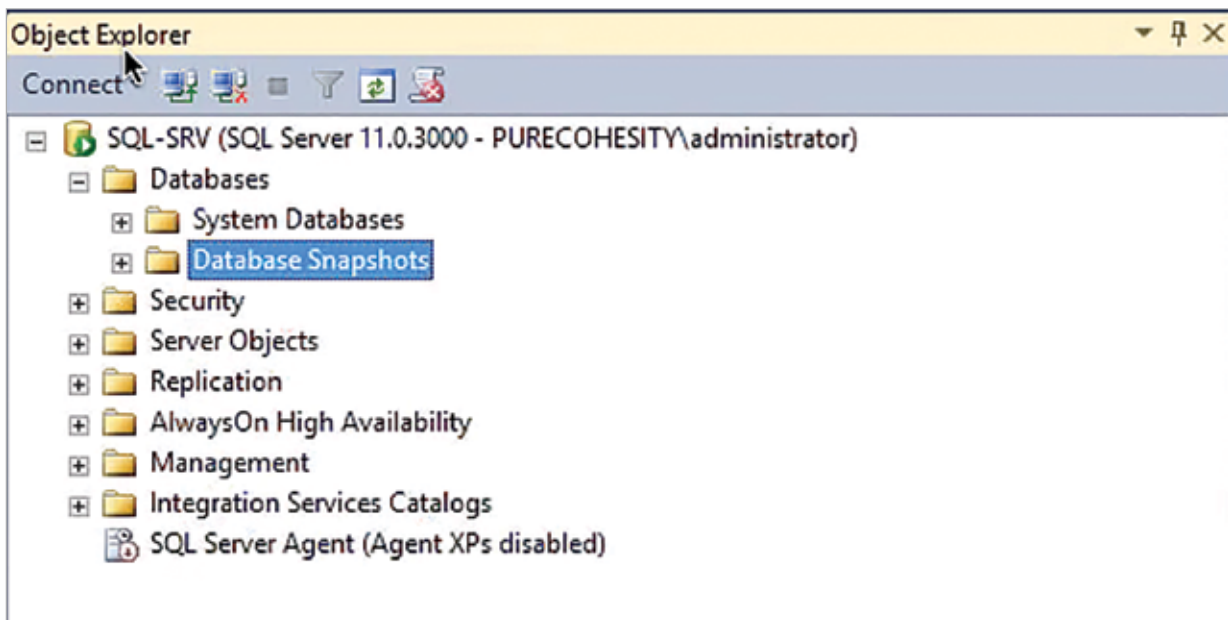 Object Explorer
Connect
SQL-SRV (SQL Server 11.0.3000 - PURECOHESITY\administrator)
Databases
System Databases
Database Snapshots
Security
Server Objects
Replication
AlwaysOn High Availability
Management
Integration Services Catalogs
SQL Server Agent (Agent XPs disabled)